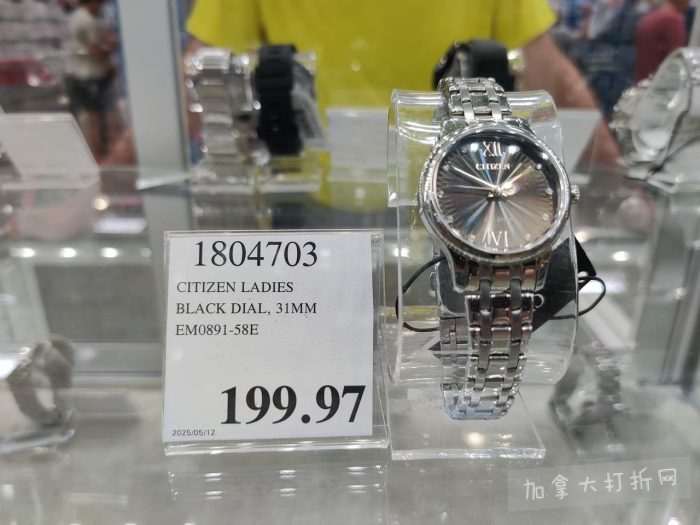 1804703
CITIZEN LADIES
BLACK DIAL, 31MM
EM0891-58E
199.97
2025/05/12
XII
CITIZEN
VI
加拿大打折网